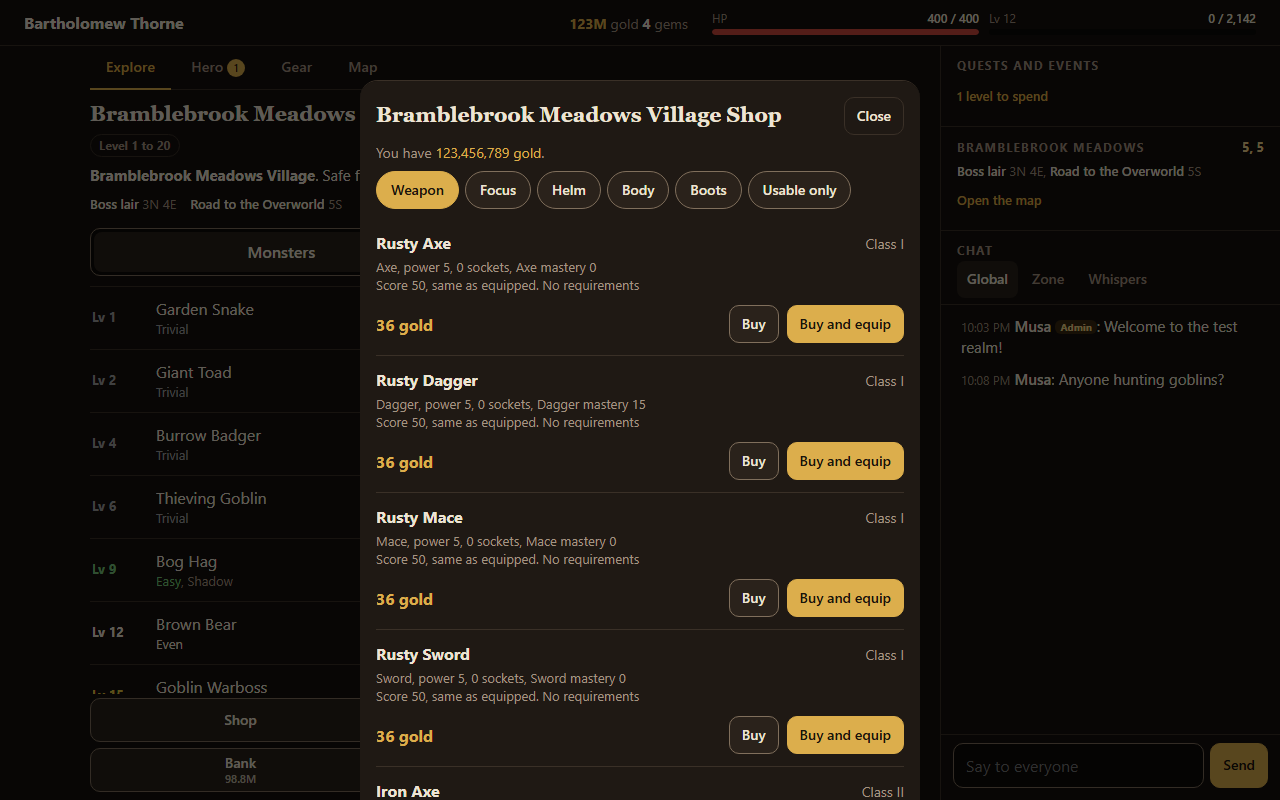 Bartholomew Thorne
123M gold 4 gems
HP 400 / 400
Lv 12 0 / 2,142
Explore
Hero 1
Gear
Map
Bramblebrook Meadows
Level 1 to 20
Bramblebrook Meadows Village. Safe f
Boss lair 3N 4E Road to the Overworld 5S
Monsters
Lv 1
Garden Snake
Trivial
Lv 2
Giant Toad
Trivial
Lv 4
Burrow Badger
Trivial
Lv 6
Thieving Goblin
Trivial
Lv 9
Bog Hag
Easy, Shadow
Lv 12
Brown Bear
Even
Lv 15
Goblin Warboss
Shop
Bank
98.8M
Bramblebrook Meadows Village Shop
Close
You have 123,456,789 gold.
Weapon
Focus
Helm
Body
Boots
Usable only
Rusty Axe
Class I
Axe, power 5, 0 sockets, Axe mastery 0
Score 50, same as equipped. No requirements
36 gold
Buy
Buy and equip
Rusty Dagger
Class I
Dagger, power 5, 0 sockets, Dagger mastery 15
Score 50, same as equipped. No requirements
36 gold
Buy
Buy and equip
Rusty Mace
Class I
Mace, power 5, 0 sockets, Mace mastery 0
Score 50, same as equipped. No requirements
36 gold
Buy
Buy and equip
Rusty Sword
Class I
Sword, power 5, 0 sockets, Sword mastery 0
Score 50, same as equipped. No requirements
36 gold
Buy
Buy and equip
Iron Axe
Class II
QUESTS AND EVENTS
1 level to spend
BRAMBLEBROOK MEADOWS
5, 5
Boss lair 3N 4E, Road to the Overworld 5S
Open the map
CHAT
Global
Zone
Whispers
10:03 PM Musa Admin: Welcome to the test
realm!
10:08 PM Musa: Anyone hunting goblins?
Say to everyone
Send